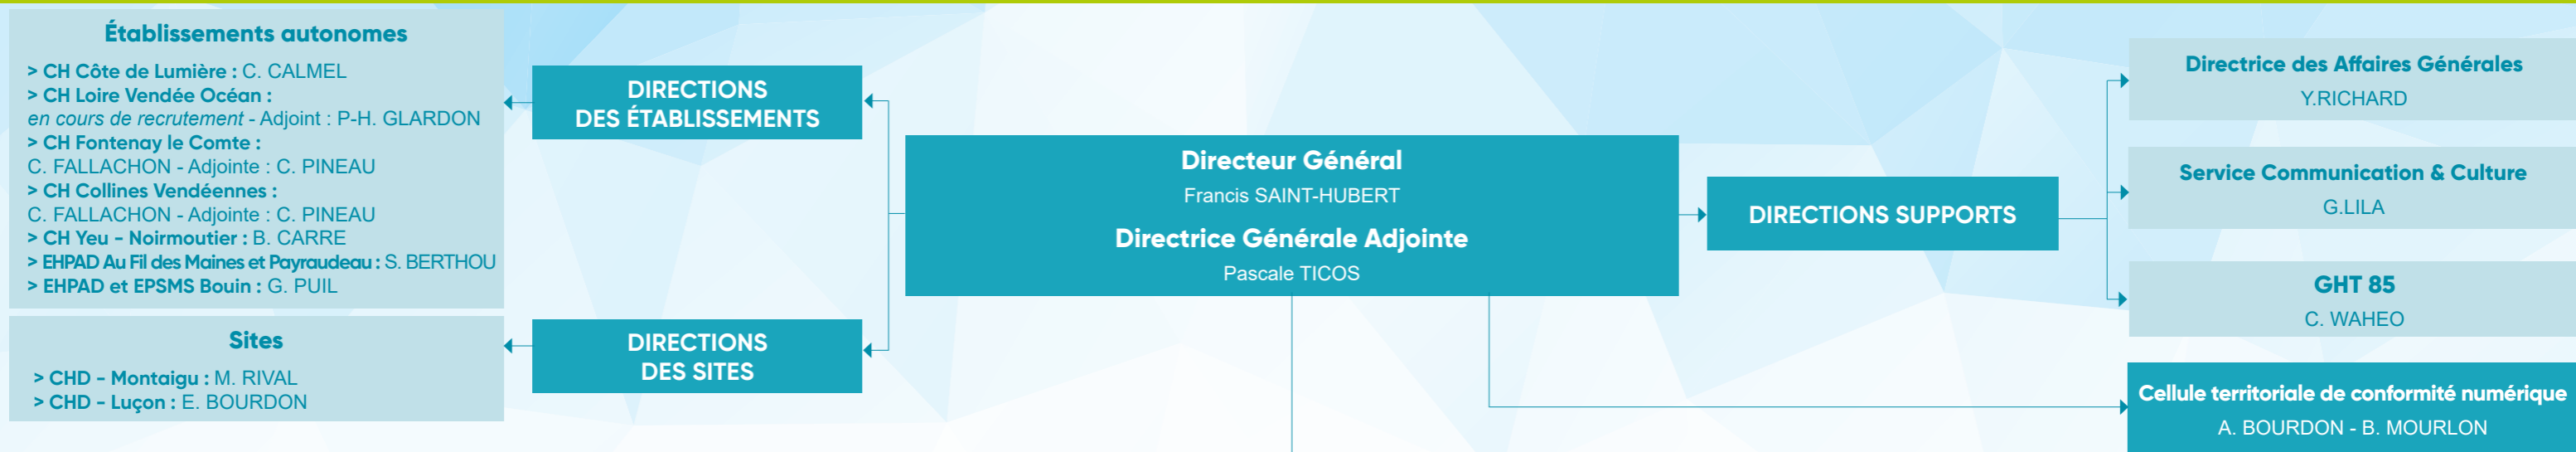 Établissements autonomes
> CH Côte de Lumière : C. CALMEL
> CH Loire Vendée Océan :
en cours de recrutement - Adjoint : P-H. GLARDON
> CH Fontenay le Comte :
C. FALLACHON - Adjointe : C. PINEAU
> CH Collines Vendéennes :
C. FALLACHON - Adjointe : C. PINEAU
> CH Yeu - Noirmoutier : B. CARRE
> EHPAD Au Fil des Maines et Payraudeau : S. BERTHOU
> EHPAD et EPSMS Bouin : G. PUIL
Sites
> CHD - Montaigu : M. RIVAL
> CHD - Luçon : E. BOURDON
DIRECTIONS
DES ÉTABLISSEMENTS
DIRECTIONS
DES SITES
Directeur Général
Francis SAINT-HUBERT
Directrice Générale Adjointe
Pascale TICOS
DIRECTIONS SUPPORTS
Directrice des Affaires Générales
Y.RICHARD
Service Communication & Culture
G.LILA
GHT 85
C. WAHEO
Cellule territoriale de conformité numérique
A. BOURDON - B. MOURLON